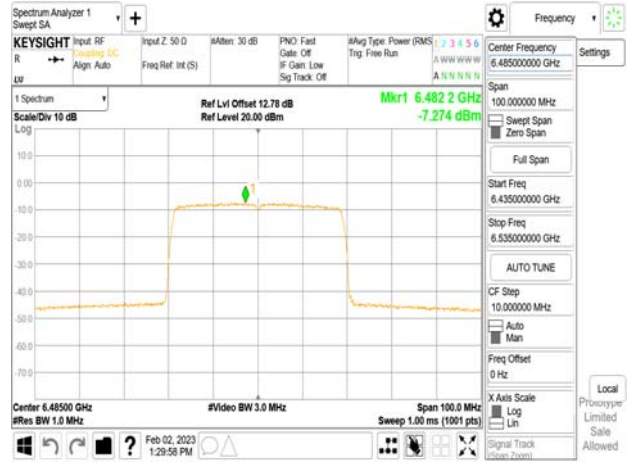 Spectrum Analyzer 1
Swept SA
+
Frequency
KEYSIGHT
Input: RF
Input Z: 50 Ω
#Atten: 30 dB
PNO: Fast
#Avg Type: Power (RMS
1 2 3 4 5 6
R
Coupling: DC
Gate: Off
Trig: Free Run
A W W W W W
Align: Auto
Freq Ref: Int (S)
IF Gain: Low
Sig Track: Off
A N N N N N
Center Frequency
6.485000000 GHz
Settings
1 Spectrum
Ref Lvl Offset 12.78 dB
Mkr1 6.482 2 GHz
Scale/Div 10 dB
Ref Level 20.00 dBm
-7.274 dBm
Log
10.0
0.00
-10.0
-20.0
-30.0
-40.0
-50.0
-60.0
-70.0
1
Span
100.000000 MHz
Swept Span
Zero Span
Full Span
Start Freq
6.435000000 GHz
Stop Freq
6.535000000 GHz
AUTO TUNE
CF Step
10.000000 MHz
Auto
Man
Freq Offset
0 Hz
X Axis Scale
Log
Lin
Signal Track
(Span Zoom)
Local
Prototype
Limited
Sale
Allowed
Center 6.48500 GHz
#Video BW 3.0 MHz
Span 100.0 MHz
#Res BW 1.0 MHz
Sweep 1.00 ms (1001 pts)
?
Feb 02, 2023
1:29:58 PM